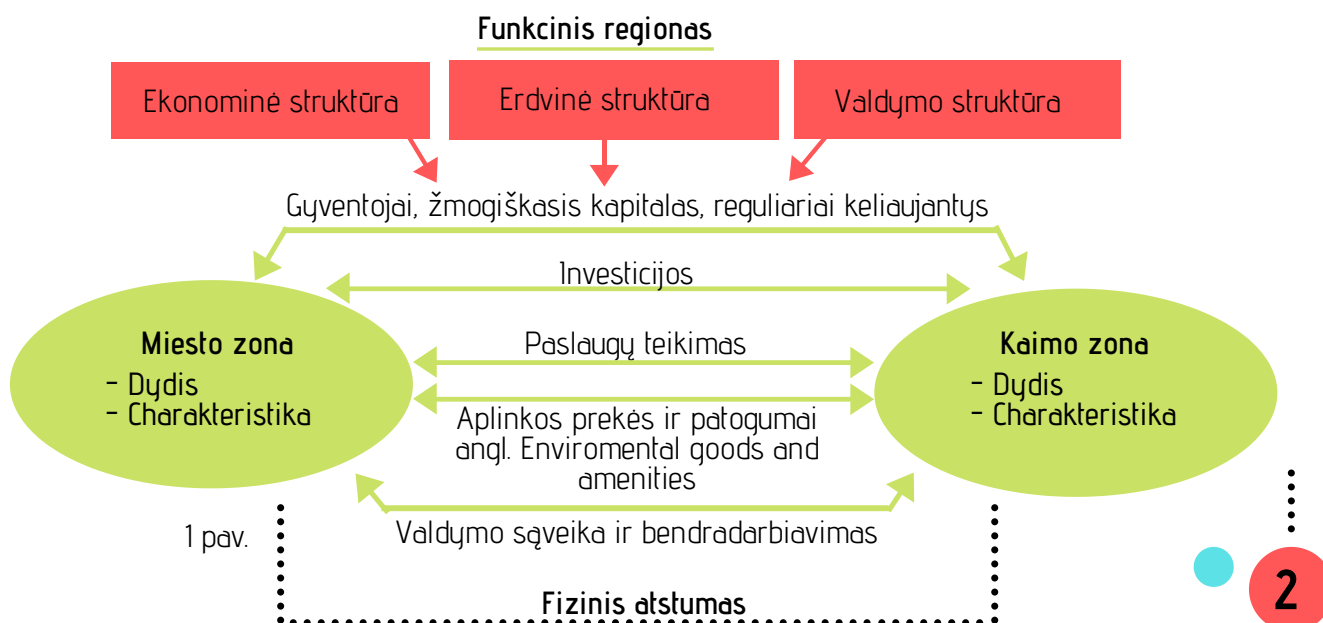 Funkcinis regionas
Ekonominė struktūra
Erdvinė struktūra
Valdymo struktūra
Gyventojai, žmogiškasis kapitalas, reguliariai keliaujantys
Investicijos
Miesto zona
- Dydis
- Charakteristika
Paslaugų teikimas
Kaimo zona
- Dydis
- Charakteristika
Aplinkos prekės ir patogumai
angl. Enviromental goods and
amenities
1 pav.
Valdymo sąveika ir bendradarbiavimas
Fizinis atstumas
2